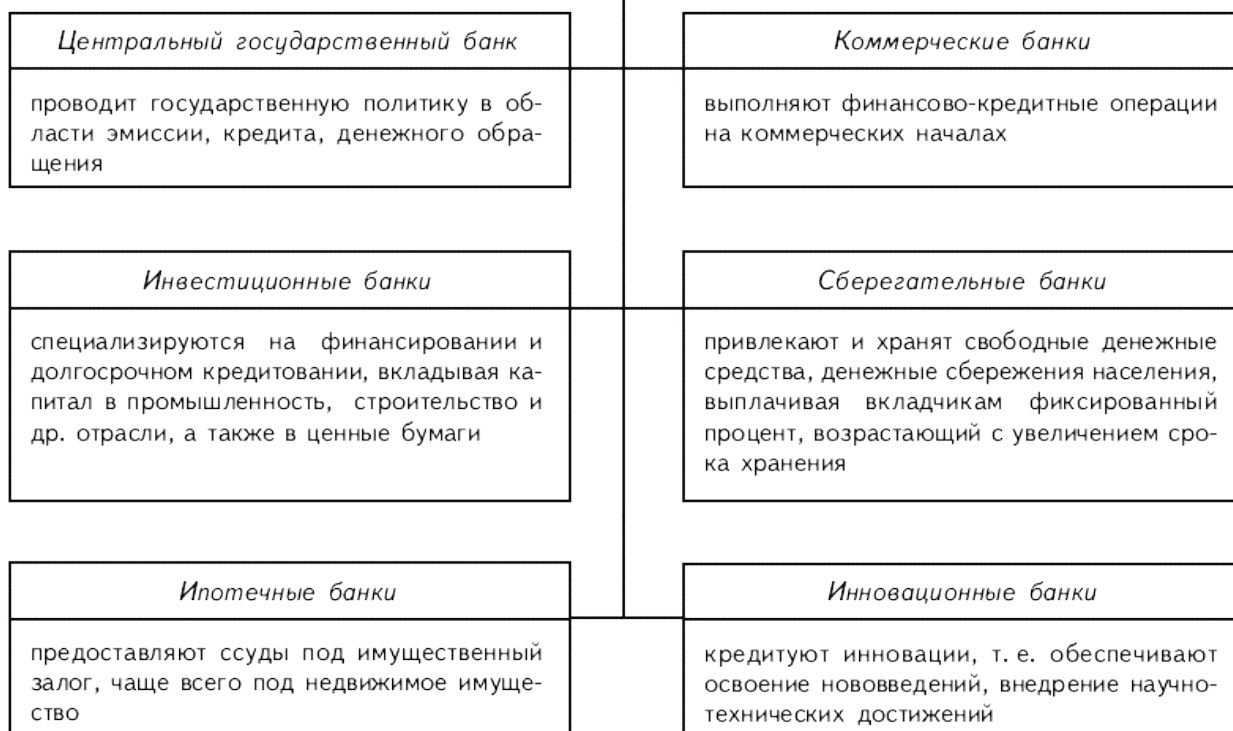 Центральный государственный банк
проводит государственную политику в об-
ласти эмиссии, кредита, денежного обра-
щения
Коммерческие банки
выполняют финансово-кредитные операции
на коммерческих началах
Инвестиционные банки
специализируются на финансировании и
долгосрочном кредитовании, вкладывая ка-
питал в промышленность, строительство и
др. отрасли, а также в ценные бумаги
Сберегательные банки
привлекают и хранят свободные денежные
средства, денежные сбережения населения,
выплачивая вкладчикам фиксированный
процент, возрастающий с увеличением сро-
ка хранения
Ипотечные банки
предоставляют ссуды под имущественный
залог, чаще всего под недвижимое имуще-
ство
Инновационные банки
кредитуют инновации, т. е. обеспечивают
освоение нововведений, внедрение научно-
технических достижений